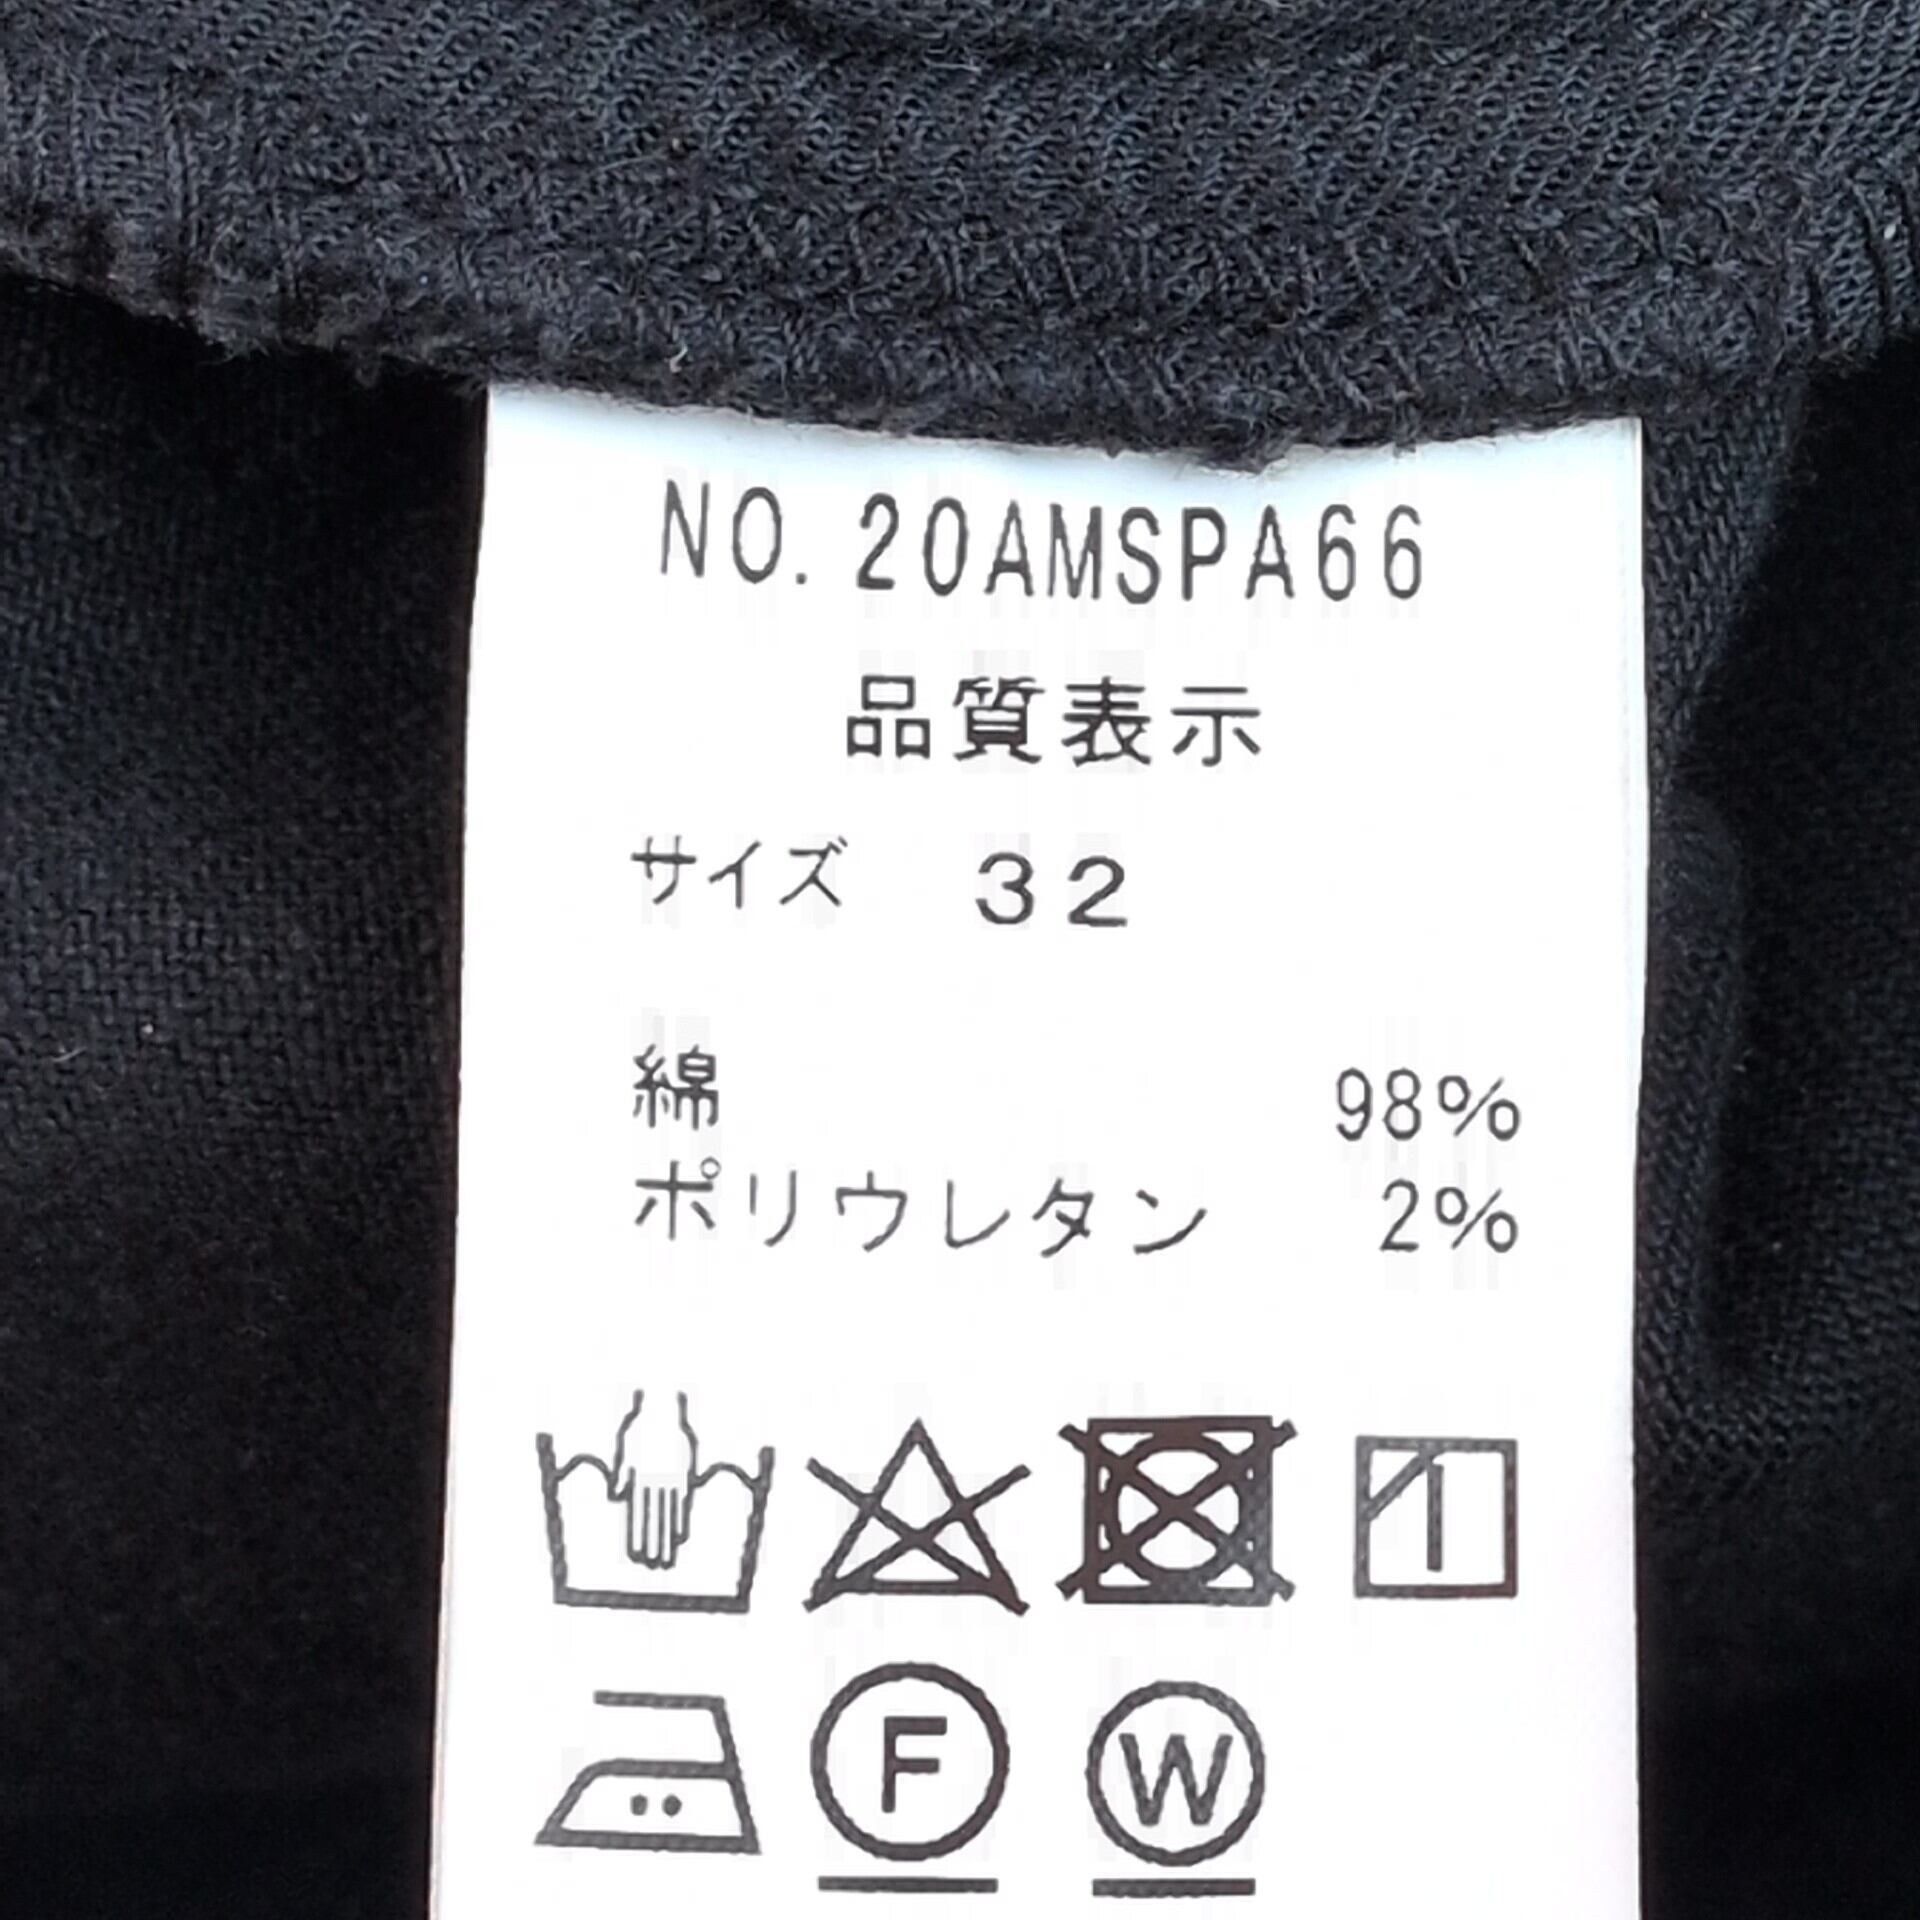 NO. 20AMSPA66
品質表示
サイズ 32
綿 98%
ポリウレタン 2%
F W